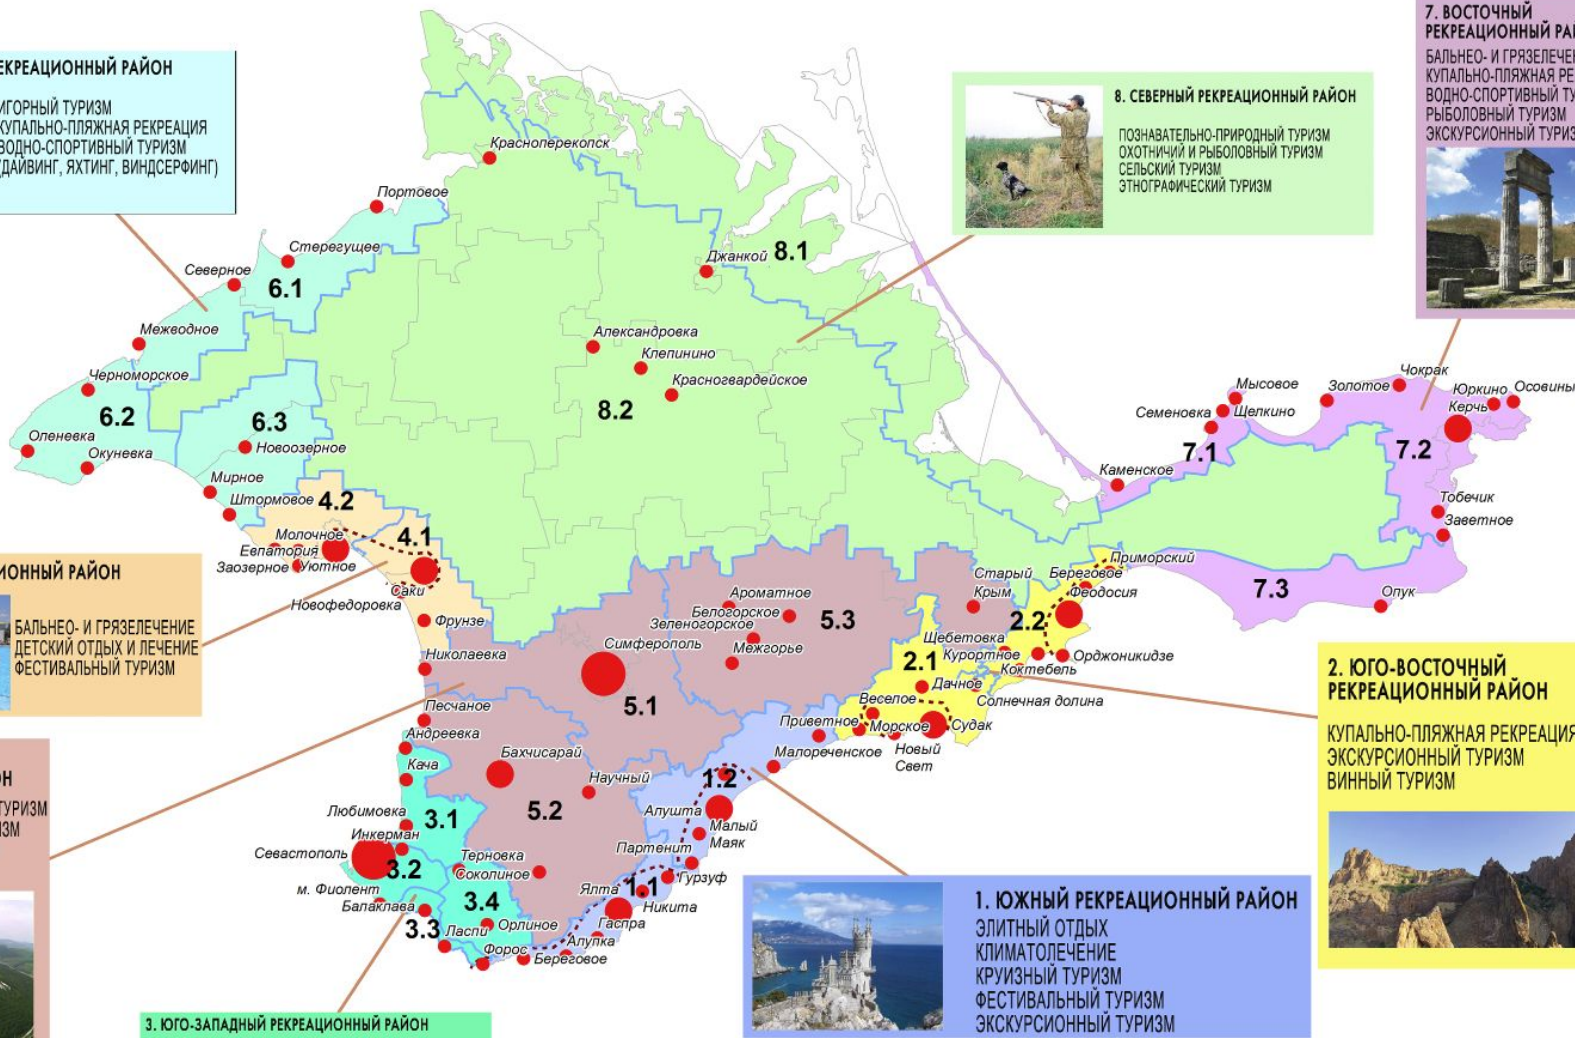 ЕКРЕАЦИОННЫЙ РАЙОН
ИГОРНЫЙ ТУРИЗМ
КУПАЛЬНО-ПЛЯЖНАЯ РЕКРЕАЦИЯ
ВОДНО-СПОРТИВНЫЙ ТУРИЗМ
(ДАЙВИНГ, ЯХТИНГ, ВИНДСЕРФИНГ)
7. ВОСТОЧНЫЙ
РЕКРЕАЦИОННЫЙ РАЙ
БАЛЬНЕО- И ГРЯЗЕЛЕЧЕН
КУПАЛЬНО-ПЛЯЖНАЯ РЕ
ВОДНО-СПОРТИВНЫЙ ТУ
РЫБОЛОВНЫЙ ТУРИЗМ
ЭКСКУРСИОННЫЙ ТУРИЗ
8. СЕВЕРНЫЙ РЕКРЕАЦИОННЫЙ РАЙОН
ПОЗНАВАТЕЛЬНО-ПРИРОДНЫЙ ТУРИЗМ
ОХОТНИЧИЙ И РЫБОЛОВНЫЙ ТУРИЗМ
СЕЛЬСКИЙ ТУРИЗМ
ЭТНОГРАФИЧЕСКИЙ ТУРИЗМ
Красноперекопск
Портовое
Стерегущее
Северное
6.1
Джанкой
8.1
Межводное
Александровка
Клепинино
Красногвардейское
8.2
Черноморское
6.2
6.3
Оленевка
Окуневка
Новоозерное
Мирное
Штормовое
4.2
Чокрак
Мысовое
Золотое
Юркино
Осовины
Семеновка
Щелкино
Керчь
7.1
7.2
Каменское
Тобечик
Заветное
7.3
Опук
Молочное
4.1
Евпатория
Заозерное
Уютное
Саки
Новофедоровка
Фрунзе
Николаевка
ИОННЫЙ РАЙОН
БАЛЬНЕО- И ГРЯЗЕЛЕЧЕНИЕ
ДЕТСКИЙ ОТДЫХ И ЛЕЧЕНИЕ
ФЕСТИВАЛЬНЫЙ ТУРИЗМ
Ароматное
Белогорское
Зеленогорское
5.3
Симферополь
Межгорье
5.1
Старый
Крым
Приморский
Береговое
Феодосия
2.2
Щебетовка
Курортное
Орджоникидзе
Коктебель
2.1
Дачное
Солнечная долина
Веселое
Приветное
Морское
Судак
Новый
Свет
Малореченское
2. ЮГО-ВОСТОЧНЫЙ
РЕКРЕАЦИОННЫЙ РАЙОН
КУПАЛЬНО-ПЛЯЖНАЯ РЕКРЕАЦИЯ
ЭКСКУРСИОННЫЙ ТУРИЗМ
ВИННЫЙ ТУРИЗМ
Песчаное
Андреевка
Кача
Бахчисарай
Научный
5.2
1.2
Алушта
Малый
Маяк
Партенит
Гурзуф
Любимовка
3.1
Инкерман
Севастополь
3.2
Терновка
Соколиное
м. Фиолент
Балаклава
3.4
3.3
Ласпи
Орлиное
Форос
Ялта
1.1
Никита
Гаспра
Алупка
Береговое
ОН
ТУРИЗМ
ИЗМ
1. ЮЖНЫЙ РЕКРЕАЦИОННЫЙ РАЙОН
ЭЛИТНЫЙ ОТДЫХ
КЛИМАТОЛЕЧЕНИЕ
КРУИЗНЫЙ ТУРИЗМ
ФЕСТИВАЛЬНЫЙ ТУРИЗМ
ЭКСКУРСИОННЫЙ ТУРИЗМ
3. ЮГО-ЗАПАДНЫЙ РЕКРЕАЦИОННЫЙ РАЙОН